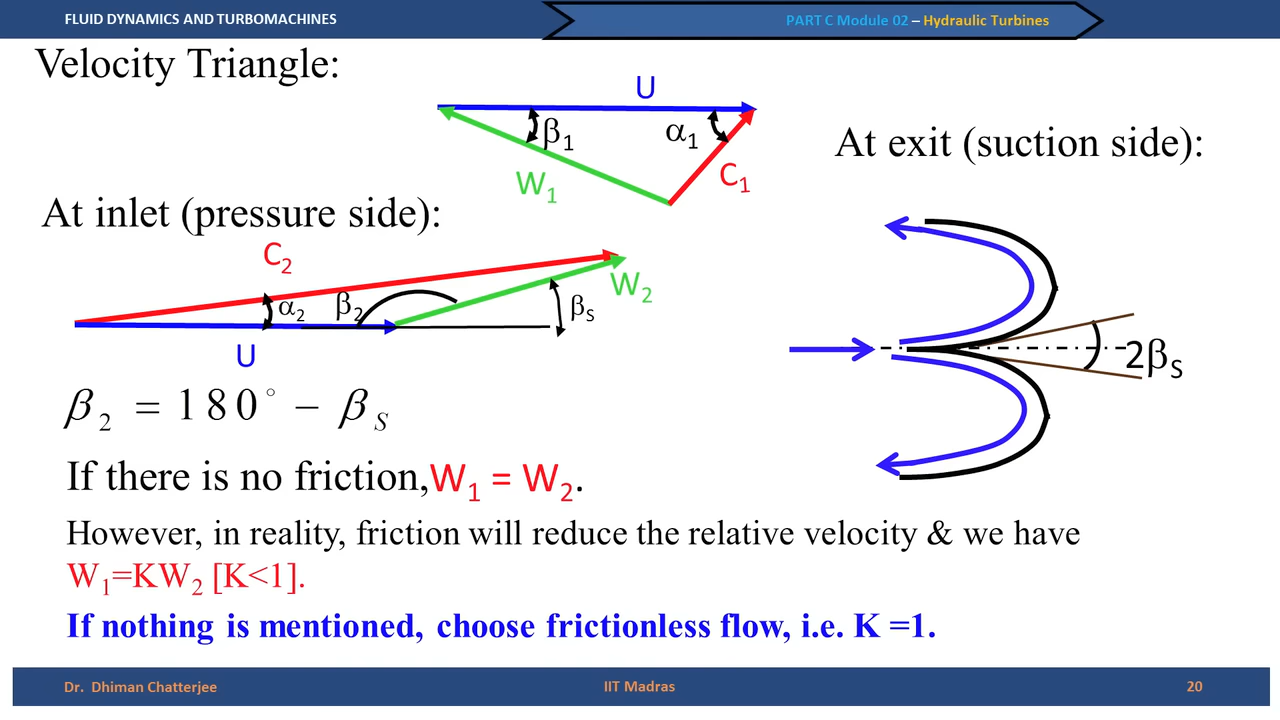 FLUID DYNAMICS AND TURBOMACHINES
PART C Module 02 – Hydraulic Turbines
Velocity Triangle:
U
β₁
α₁
W₁
C₁
At exit (suction side):
At inlet (pressure side):
C₂
W₂
α₂
β₂
βₛ
U
2βₛ
β₂ = 180° − βₛ
If there is no friction, W₁ = W₂.
However, in reality, friction will reduce the relative velocity & we have
W₁=KW₂ [K<1].
If nothing is mentioned, choose frictionless flow, i.e. K =1.
Dr. Dhiman Chatterjee
IIT Madras
20